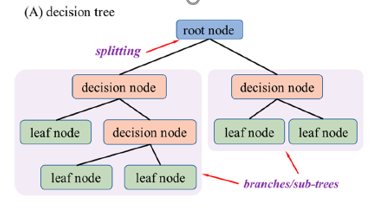 (A) decision tree
root node
splitting
decision node
decision node
leaf node
decision node
leaf node
leaf node
leaf node
leaf node
branches/sub-trees